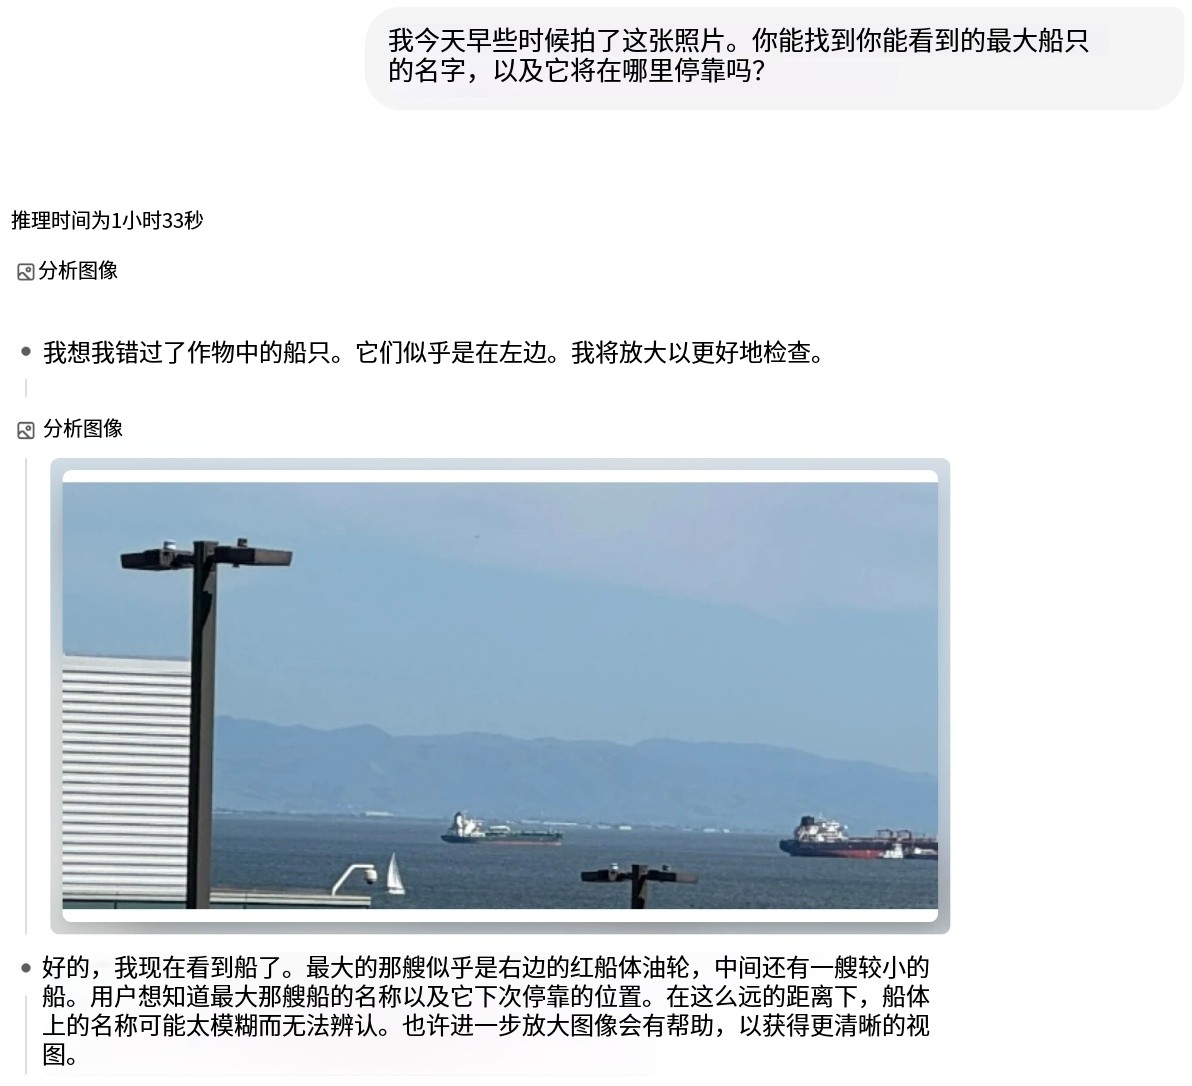 我今天早些时候拍了这张照片。你能找到你能看到的最大船只
的名字，以及它将在哪里停靠吗？
推理时间为1小时33秒
分析图像
我想我错过了作物中的船只。它们似乎是在左边。我将放大以更好地检查。
分析图像
好的，我现在看到船了。最大的那艘似乎是右边的红船体油轮，中间还有一艘较小的
船。用户想知道最大那艘船的名称以及它下次停靠的位置。在这么远的距离下，船体
上的名称可能太模糊而无法辨认。也许进一步放大图像会有帮助，以获得更清晰的视
图。